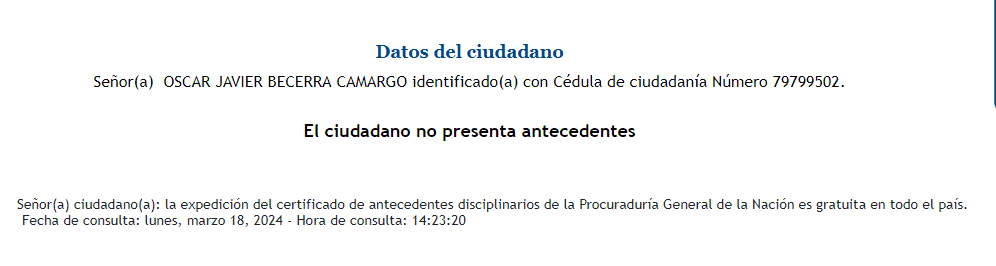 Datos del ciudadano
Señor(a) OSCAR JAVIER BECERRA CAMARGO identificado(a) con Cédula de ciudadanía Número 79799502.
El ciudadano no presenta antecedentes
Señor(a) ciudadano(a): la expedición del certificado de antecedentes disciplinarios de la Procuraduría General de la Nación es gratuita en todo el país.
Fecha de consulta: lunes, marzo 18, 2024 - Hora de consulta: 14:23:20